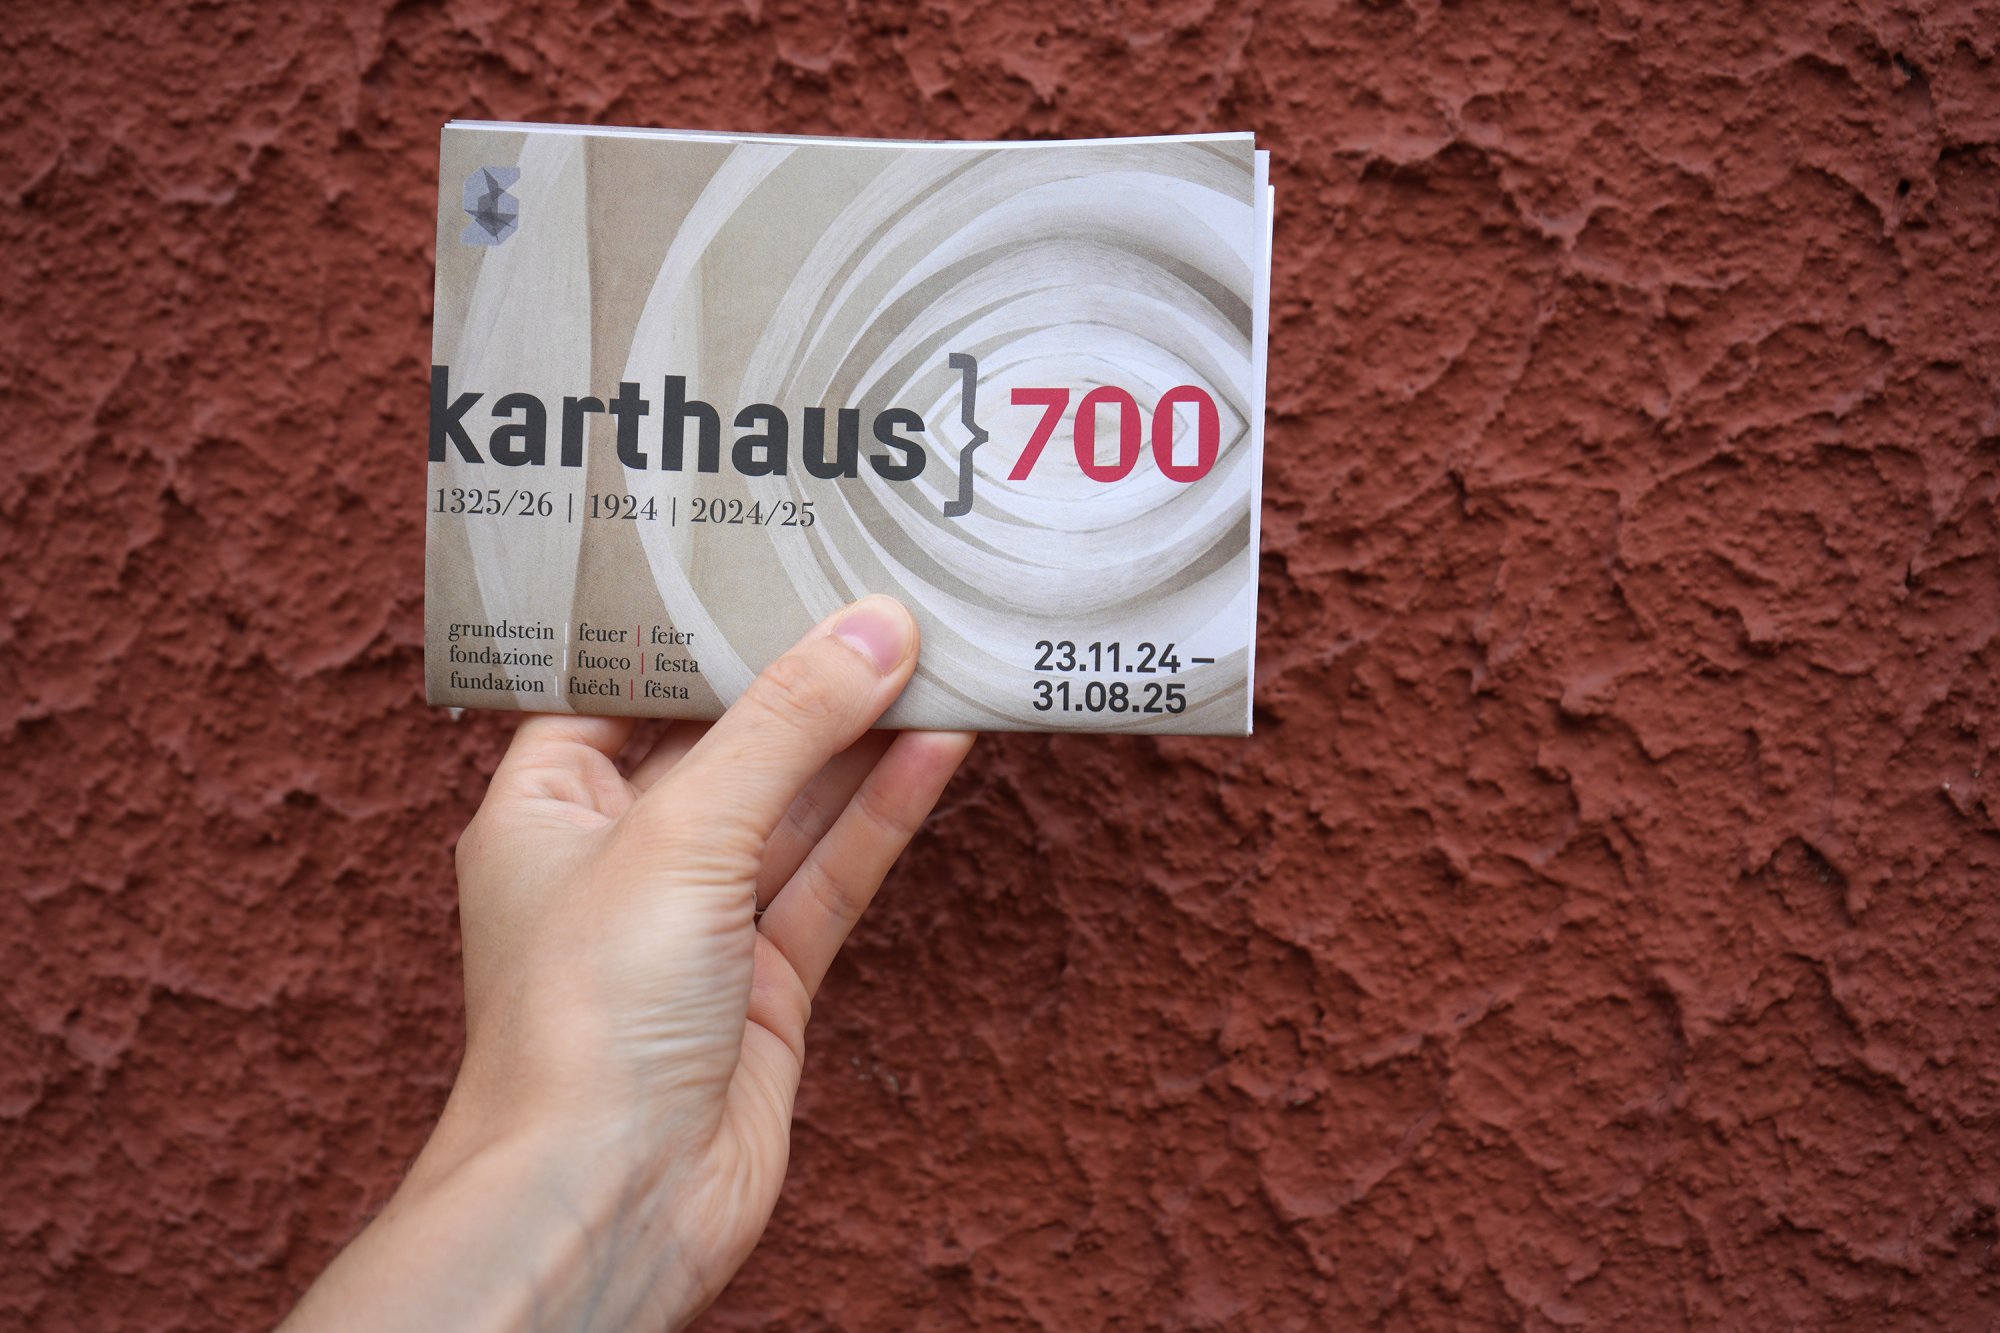 karthaus}700
1325/26 | 1924 | 2024/25
grundstein | feuer | feier
fondazione | fuoco | festa
fundazion | fuëch | fësta
23.11.24 –
31.08.25